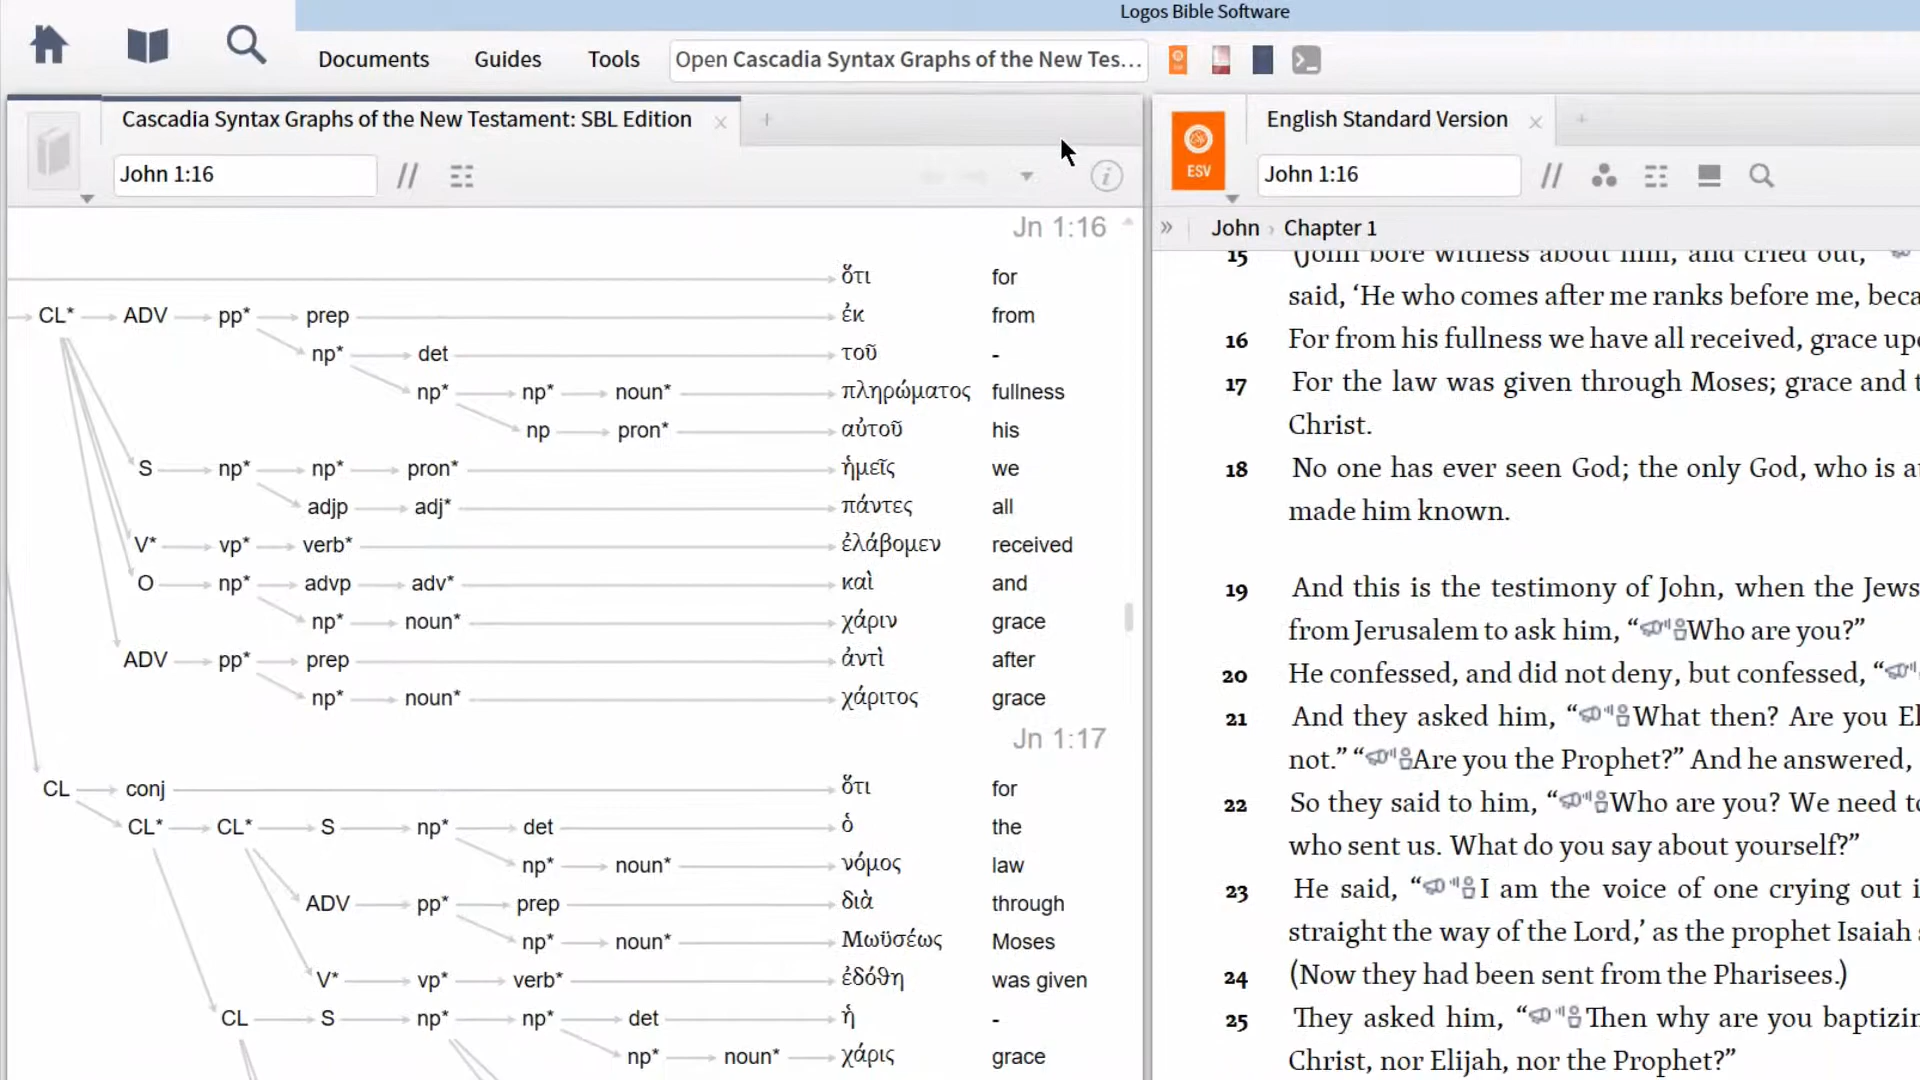 Logos Bible Software
Documents Guides Tools Open Cascadia Syntax Graphs of the New Tes…
Cascadia Syntax Graphs of the New Testament: SBL Edition
John 1:16
Jn 1:16
ὅτι for
CL* ADV pp* prep ἐκ from
np* det τοῦ -
np* np* noun* πληρώματος fullness
np pron* αὐτοῦ his
S np* np* pron* ἡμεῖς we
adjp adj* πάντες all
V* vp* verb* ἐλάβομεν received
O np* advp adv* καὶ and
np* noun* χάριν grace
ADV pp* prep ἀντὶ after
np* noun* χάριτος grace
Jn 1:17
CL conj ὅτι for
CL* CL* S np* det ὁ the
np* noun* νόμος law
ADV pp* prep διὰ through
np* noun* Μωϋσέως Moses
V* vp* verb* ἐδόθη was given
CL S np* np* det ἡ -
np* noun* χάρις grace
ESV
English Standard Version
John 1:16
» John › Chapter 1
15 (John bore witness about him, and cried out, “
said, ‘He who comes after me ranks before me, beca
16 For from his fullness we have all received, grace upo
17 For the law was given through Moses; grace and t
Christ.
18 No one has ever seen God; the only God, who is a
made him known.
19 And this is the testimony of John, when the Jews
from Jerusalem to ask him, “Who are you?”
20 He confessed, and did not deny, but confessed, “
21 And they asked him, “What then? Are you El
not.” “Are you the Prophet?” And he answered,
22 So they said to him, “Who are you? We need to
who sent us. What do you say about yourself?”
23 He said, “I am the voice of one crying out i
straight the way of the Lord,’ as the prophet Isaiah s
24 (Now they had been sent from the Pharisees.)
25 They asked him, “Then why are you baptizin
Christ, nor Elijah, nor the Prophet?”